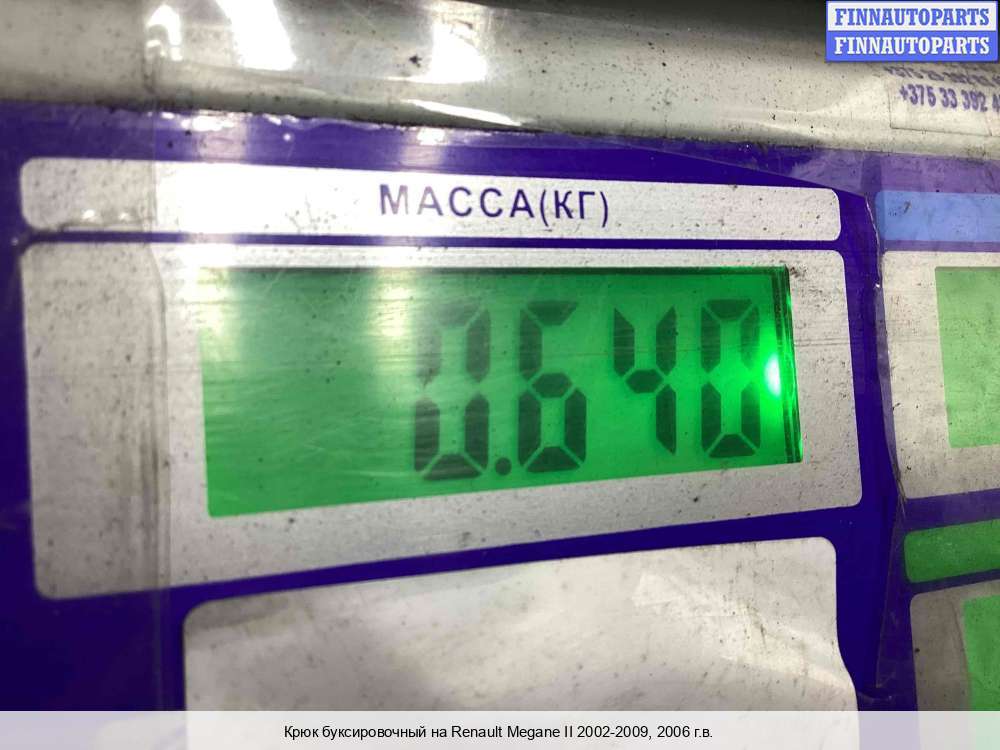 FINNAUTOPARTS
FINNAUTOPARTS
+375 33 392
МАССА(КГ)
0.640
Крюк буксировочный на Renault Megane II 2002-2009, 2006 г.в.